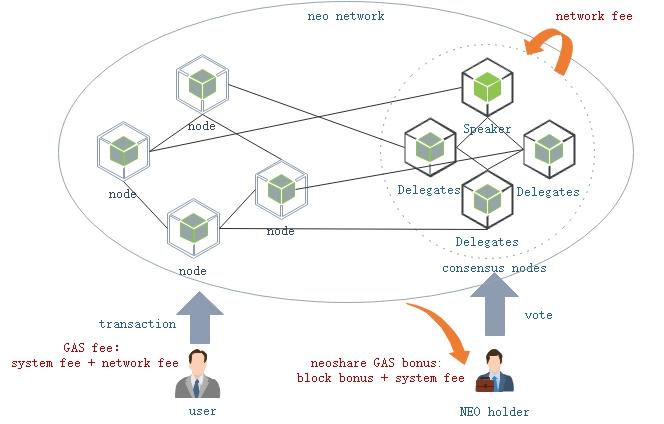 neo network
network fee
node
Speaker
node
Delegates
Delegates
node
Delegates
node
consensus nodes
transaction
vote
GAS fee:
system fee + network fee
neoshare GAS bonus:
block bonus + system fee
user
NEO holder